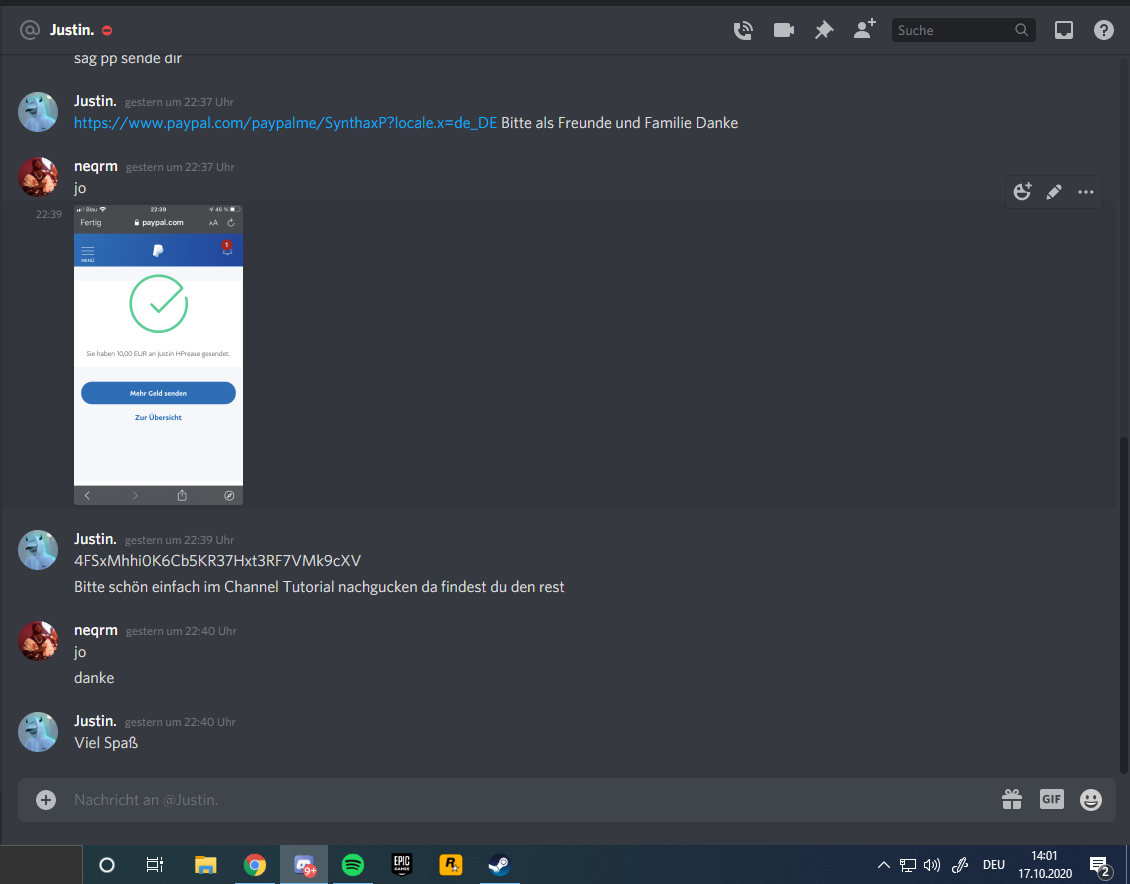 Justin.
Suche
sag pp sende dir
Justin. gestern um 22:37 Uhr
https://www.paypal.com/paypalme/SynthaxP?locale.x=de_DE Bitte als Freunde und Familie Danke
neqrm gestern um 22:37 Uhr
jo
22:39
Blau 22:39 46 %
Fertig paypal.com AA
MENÜ 1
Sie haben 10,00 EUR an Justin HPrease gesendet.
Mehr Geld senden
Zur Übersicht
Justin. gestern um 22:39 Uhr
4FSxMhhi0K6Cb5KR37Hxt3RF7VMk9cXV
Bitte schön einfach im Channel Tutorial nachgucken da findest du den rest
neqrm gestern um 22:40 Uhr
jo
danke
Justin. gestern um 22:40 Uhr
Viel Spaß
Nachricht an @Justin.
GIF
9+
EPIC GAMES
R
DEU
14:01
17.10.2020
2